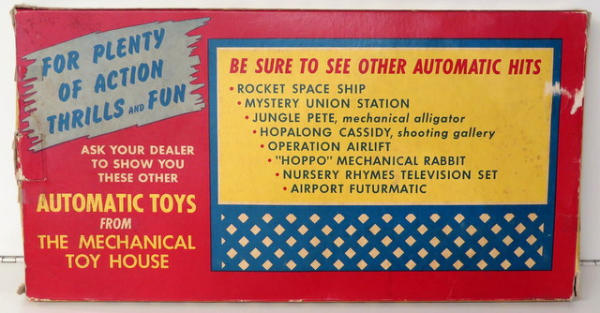 FOR PLENTY
OF ACTION
THRILLS AND FUN
ASK YOUR DEALER
TO SHOW YOU
THESE OTHER
AUTOMATIC TOYS
FROM
THE MECHANICAL
TOY HOUSE
BE SURE TO SEE OTHER AUTOMATIC HITS
• ROCKET SPACE SHIP
• MYSTERY UNION STATION
• JUNGLE PETE, mechanical alligator
• HOPALONG CASSIDY, shooting gallery
• OPERATION AIRLIFT
• "HOPPO" MECHANICAL RABBIT
• NURSERY RHYMES TELEVISION SET
• AIRPORT FUTURMATIC